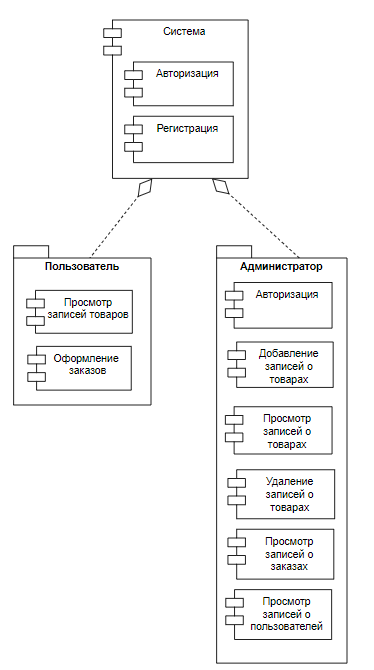 Система
Авторизация
Регистрация
Пользователь
Просмотр
записей товаров
Оформление
заказов
Администратор
Авторизация
Добавление
записей о
товарах
Просмотр
записей о
товарах
Удаление
записей о
товарах
Просмотр
записей о
заказах
Просмотр
записей о
пользователей